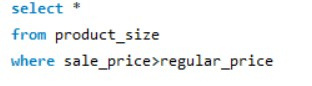 select *
from product_size
where sale_price>regular_price